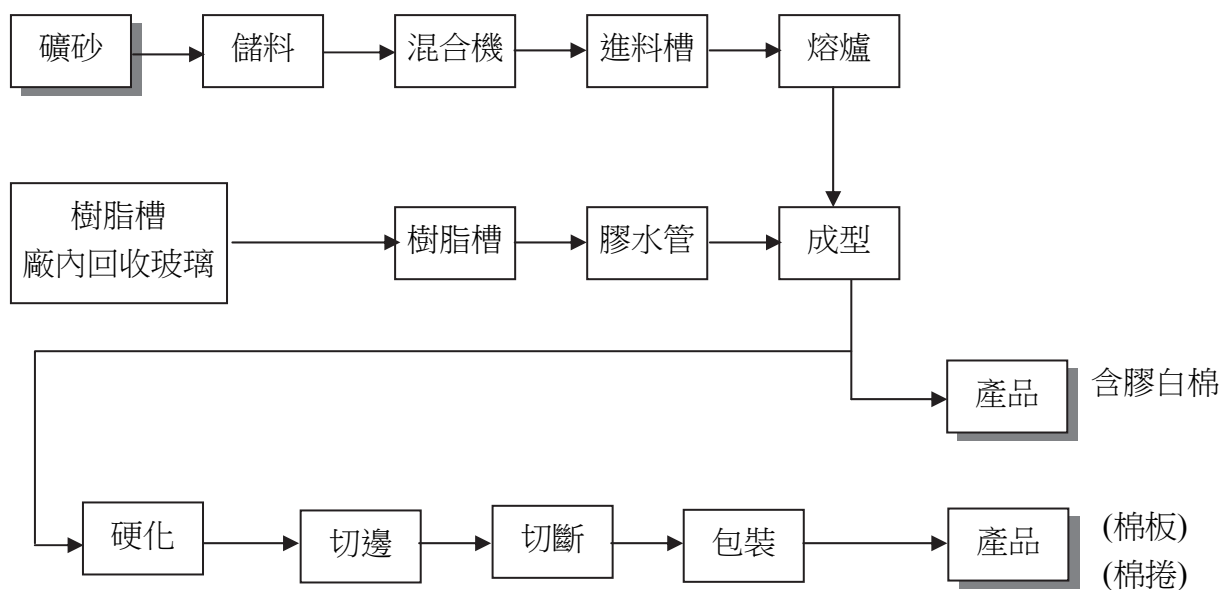 礦砂
儲料
混合機
進料槽
熔爐
樹脂槽
廠內回收玻璃
樹脂槽
膠水管
成型
產品
含膠白棉
硬化
切邊
切斷
包裝
產品
(棉板)
(棉捲)